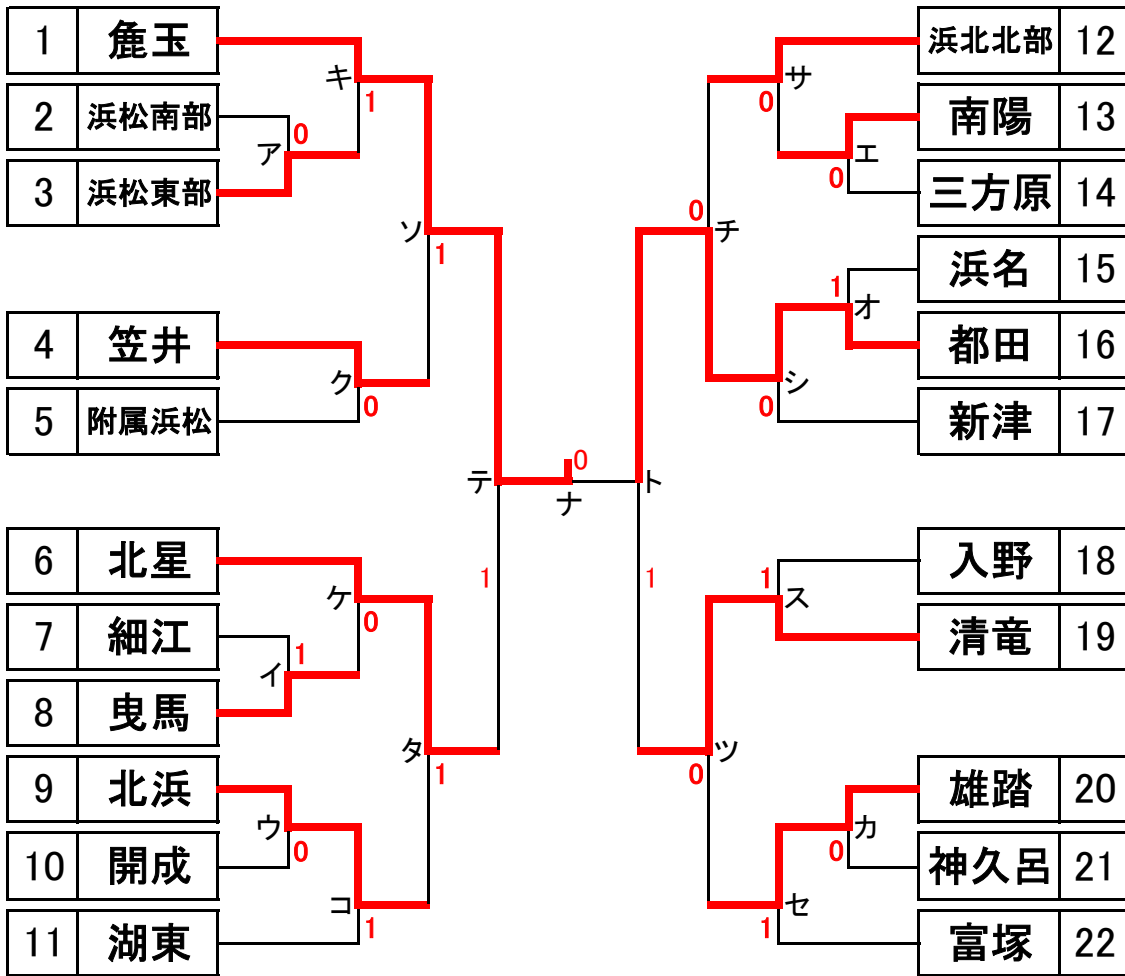 1 麁玉
2 浜松南部
3 浜松東部
4 笠井
5 附属浜松
6 北星
7 細江
8 曳馬
9 北浜
10 開成
11 湖東
キ
1
0
ア
ソ
1
ク
0
テ
0
ナ
1
ケ
0
1
イ
タ
1
ウ
0
コ
1
サ
0
エ
0
0
チ
1
オ
シ
0
ト
1
1
ス
ツ
0
カ
0
セ
1
浜北北部 12
南陽 13
三方原 14
浜名 15
都田 16
新津 17
入野 18
清竜 19
雄踏 20
神久呂 21
富塚 22